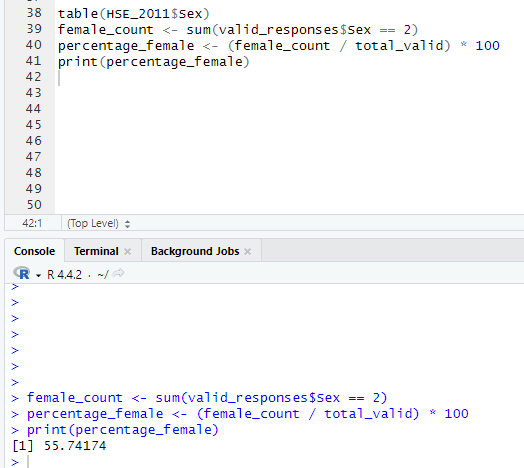 38 table(HSE_2011$Sex)
39 female_count <- sum(valid_responses$Sex == 2)
40 percentage_female <- (female_count / total_valid) * 100
41 print(percentage_female)
42
43
44
45
46
47
48
49
50
42:1 (Top Level)
Console Terminal Background Jobs
R R 4.4.2 · ~/
>
>
>
>
>
>
>
> female_count <- sum(valid_responses$Sex == 2)
> percentage_female <- (female_count / total_valid) * 100
> print(percentage_female)
[1] 55.74174
>